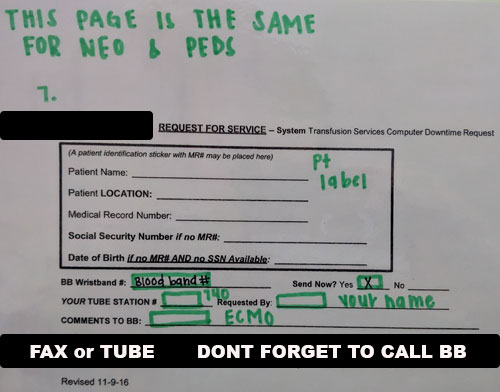 THIS PAGE IS THE SAME
FOR NEO & PEDS
7.
REQUEST FOR SERVICE – System Transfusion Services Computer Downtime Request
(A patient identification sticker with MR# may be placed here)
Pt
label
Patient Name:
Patient LOCATION:
Medical Record Number:
Social Security Number if no MR#:
Date of Birth if no MR# AND no SSN Available:
BB Wristband #: Blood band # Send Now? Yes X No
YOUR TUBE STATION # 740 Requested By: your name
COMMENTS TO BB: ECMO
FAX or TUBE DONT FORGET TO CALL BB
Revised 11-9-16